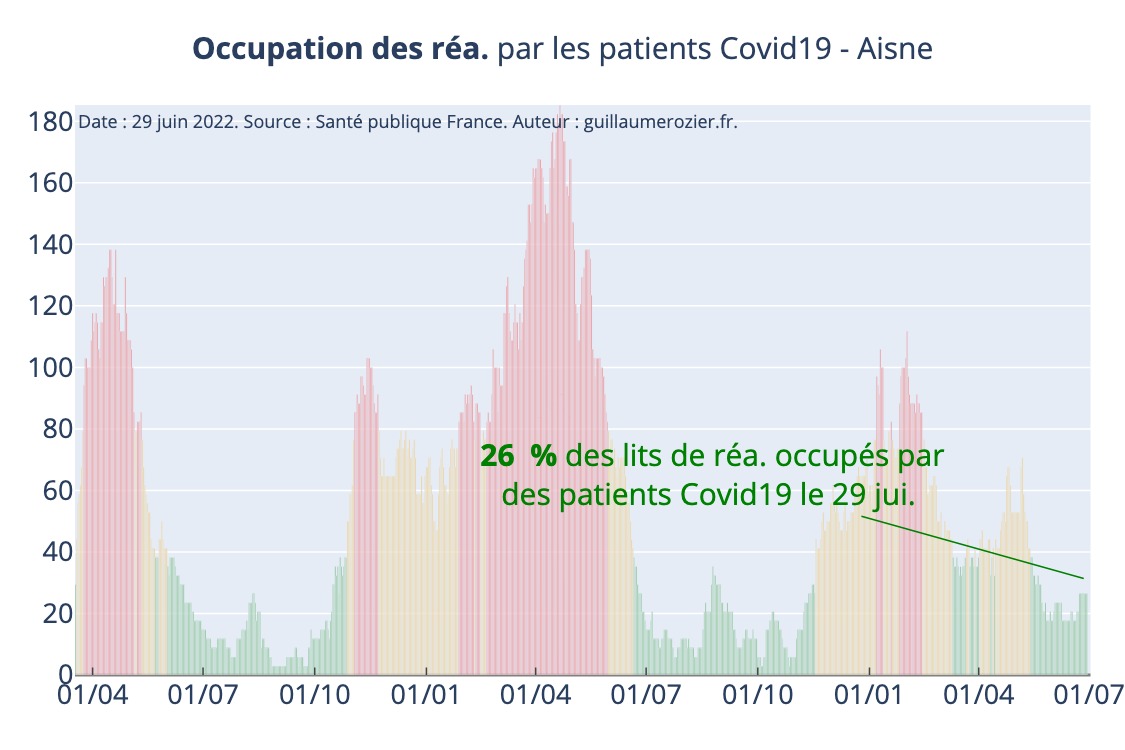 Occupation des réa. par les patients Covid19 - Aisne
180
Date : 29 juin 2022. Source : Santé publique France. Auteur : guillaumerozier.fr.
160
140
120
100
80
26 % des lits de réa. occupés par
des patients Covid19 le 29 jui.
60
40
20
0
01/04 01/07 01/10 01/01 01/04 01/07 01/10 01/01 01/04 01/07